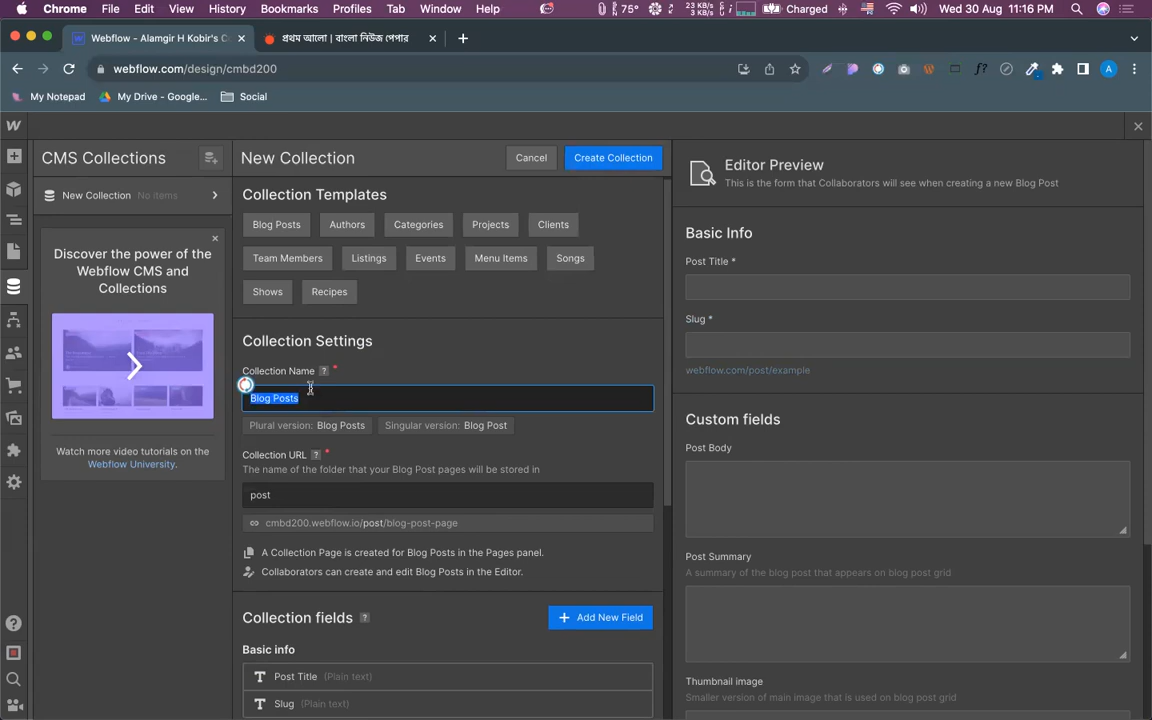 Chrome File Edit View History Bookmarks Profiles Tab Window Help 75° 23 KB/s 4 KB/s Charged Wed 30 Aug 11:16 PM
Webflow - Alamgir H Kobir's C প্রথম আলো | বাংলা নিউজ পেপার
webflow.com/design/cmbd200
My Notepad My Drive - Google... Social
CMS Collections
New Collection No items
Discover the power of the
Webflow CMS and
Collections
Watch more video tutorials on the
Webflow University.
New Collection Cancel Create Collection
Collection Templates
Blog Posts Authors Categories Projects Clients
Team Members Listings Events Menu Items Songs
Shows Recipes
Collection Settings
Collection Name ? *
Blog Posts
Plural version: Blog Posts Singular version: Blog Post
Collection URL ? *
The name of the folder that your Blog Post pages will be stored in
post
cmbd200.webflow.io/post/blog-post-page
A Collection Page is created for Blog Posts in the Pages panel.
Collaborators can create and edit Blog Posts in the Editor.
Collection fields ? + Add New Field
Basic info
T Post Title (Plain text)
T Slug (Plain text)
Editor Preview
This is the form that Collaborators will see when creating a new Blog Post
Basic Info
Post Title *
Slug *
webflow.com/post/example
Custom fields
Post Body
Post Summary
A summary of the blog post that appears on blog post grid
Thumbnail image
Smaller version of main image that is used on blog post grid